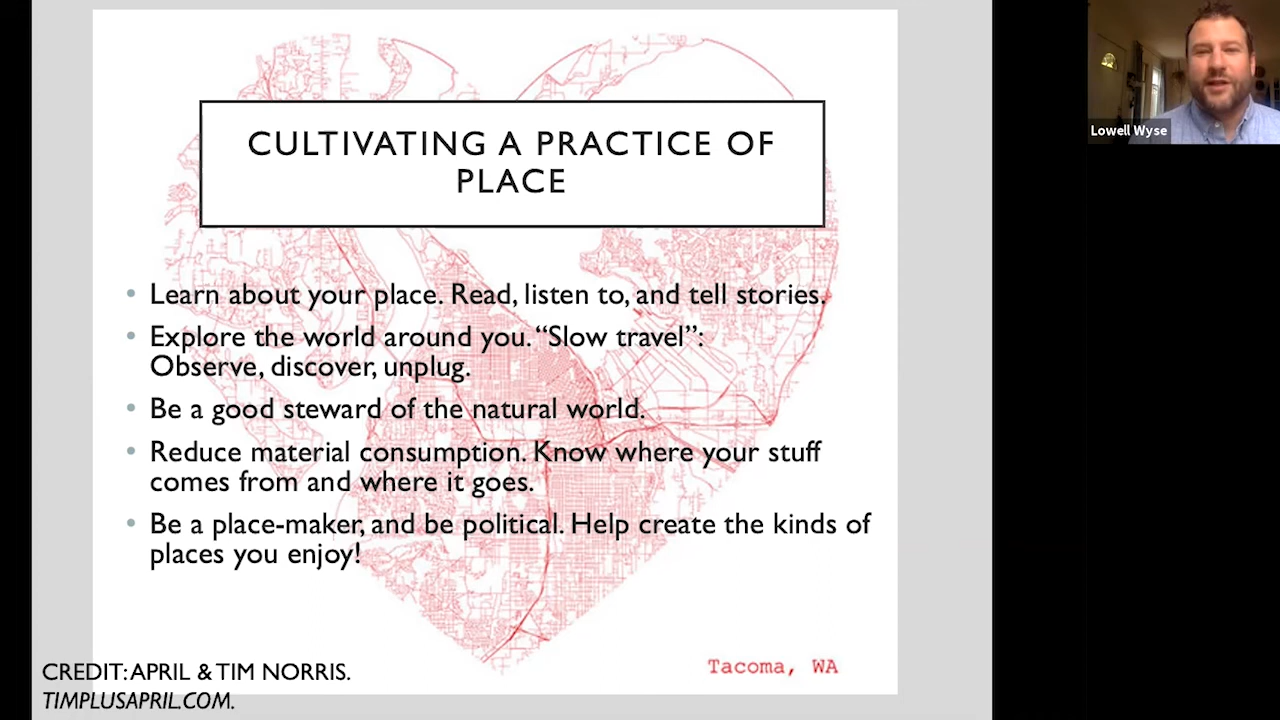 CULTIVATING A PRACTICE OF
PLACE
• Learn about your place. Read, listen to, and tell stories.
• Explore the world around you. “Slow travel”:
Observe, discover, unplug.
• Be a good steward of the natural world.
• Reduce material consumption. Know where your stuff
comes from and where it goes.
• Be a place-maker, and be political. Help create the kinds of
places you enjoy!
Tacoma, WA
CREDIT: APRIL & TIM NORRIS.
TIMPLUSAPRIL.COM.
Lowell Wyse